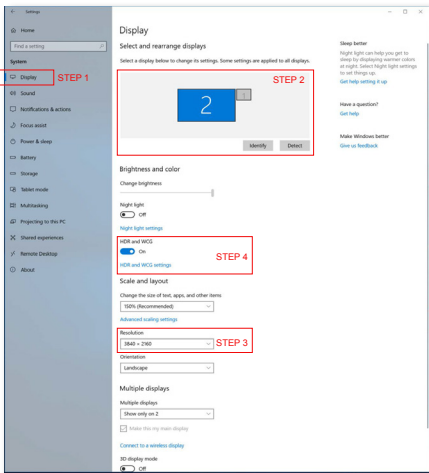 Settings
Home
Find a setting
System
Display
STEP 1
Sound
Notifications & actions
Focus assist
Power & sleep
Battery
Storage
Tablet mode
Multitasking
Projecting to this PC
Shared experiences
Remote Desktop
About
Display
Select and rearrange displays
Select a display below to change its settings. Some settings are applied to all displays.
STEP 2
2
1
Identify
Detect
Brightness and color
Change brightness
Night light
Off
Night light settings
HDR and WCG
On
STEP 4
HDR and WCG settings
Scale and layout
Change the size of text, apps, and other items
150% (Recommended)
Advanced scaling settings
Resolution
3840 × 2160
STEP 3
Orientation
Landscape
Multiple displays
Multiple displays
Show only on 2
Make this my main display
Connect to a wireless display
3D display mode
Off
Sleep better
Night light can help you get to
sleep by displaying warmer colors
at night. Select Night light settings
to set things up.
Get help setting it up
Have a question?
Get help
Make Windows better
Give us feedback